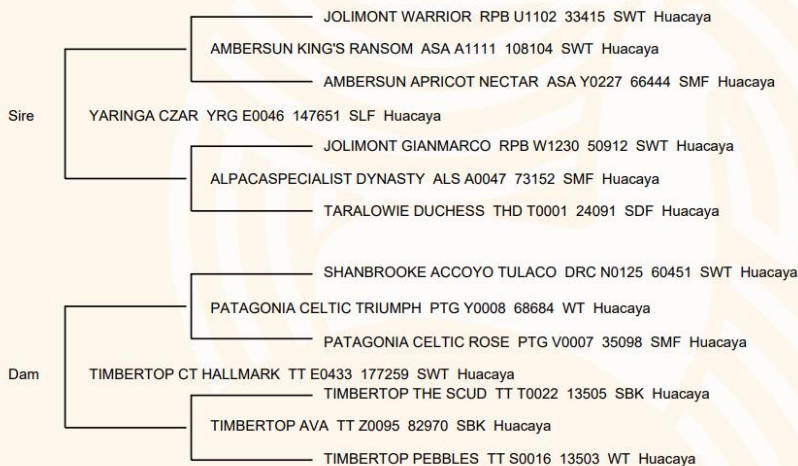 JOLIMONT WARRIOR RPB U1102 33415 SWT Huacaya
AMBERSUN KING'S RANSOM ASA A1111 108104 SWT Huacaya
AMBERSUN APRICOT NECTAR ASA Y0227 66444 SMF Huacaya
Sire YARINGA CZAR YRG E0046 147651 SLF Huacaya
JOLIMONT GIANMARCO RPB W1230 50912 SWT Huacaya
ALPACASPECIALIST DYNASTY ALS A0047 73152 SMF Huacaya
TARALOWIE DUCHESS THD T0001 24091 SDF Huacaya
SHANBROOKE ACCOYO TULACO DRC N0125 60451 SWT Huacaya
PATAGONIA CELTIC TRIUMPH PTG Y0008 68684 WT Huacaya
PATAGONIA CELTIC ROSE PTG V0007 35098 SMF Huacaya
Dam TIMBERTOP CT HALLMARK TT E0433 177259 SWT Huacaya
TIMBERTOP THE SCUD TT T0022 13505 SBK Huacaya
TIMBERTOP AVA TT Z0095 82970 SBK Huacaya
TIMBERTOP PEBBLES TT S0016 13503 WT Huacaya